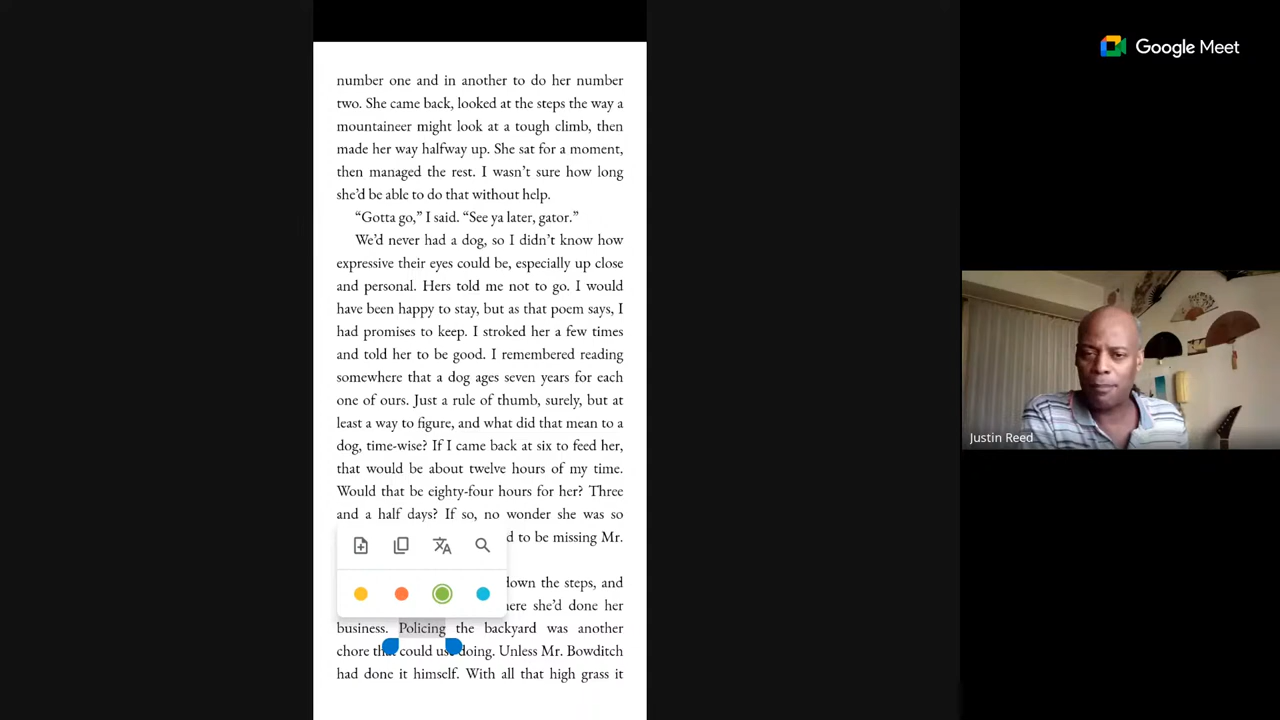 number one and in another to do her number
two. She came back, looked at the steps the way a
mountaineer might look at a tough climb, then
made her way halfway up. She sat for a moment,
then managed the rest. I wasn’t sure how long
she’d be able to do that without help.
“Gotta go,” I said. “See ya later, gator.”
We’d never had a dog, so I didn’t know how
expressive their eyes could be, especially up close
and personal. Hers told me not to go. I would
have been happy to stay, but as that poem says, I
had promises to keep. I stroked her a few times
and told her to be good. I remembered reading
somewhere that a dog ages seven years for each
one of ours. Just a rule of thumb, surely, but at
least a way to figure, and what did that mean to a
dog, time-wise? If I came back at six to feed her,
that would be about twelve hours of my time.
Would that be eighty-four hours for her? Three
and a half days? If so, no wonder she was so
to be missing Mr.
down the steps, and
she’d done her
business. Policing the backyard was another
chore could doing. Unless Mr. Bowditch
had done it himself. With all that high grass it
Google Meet
Justin Reed